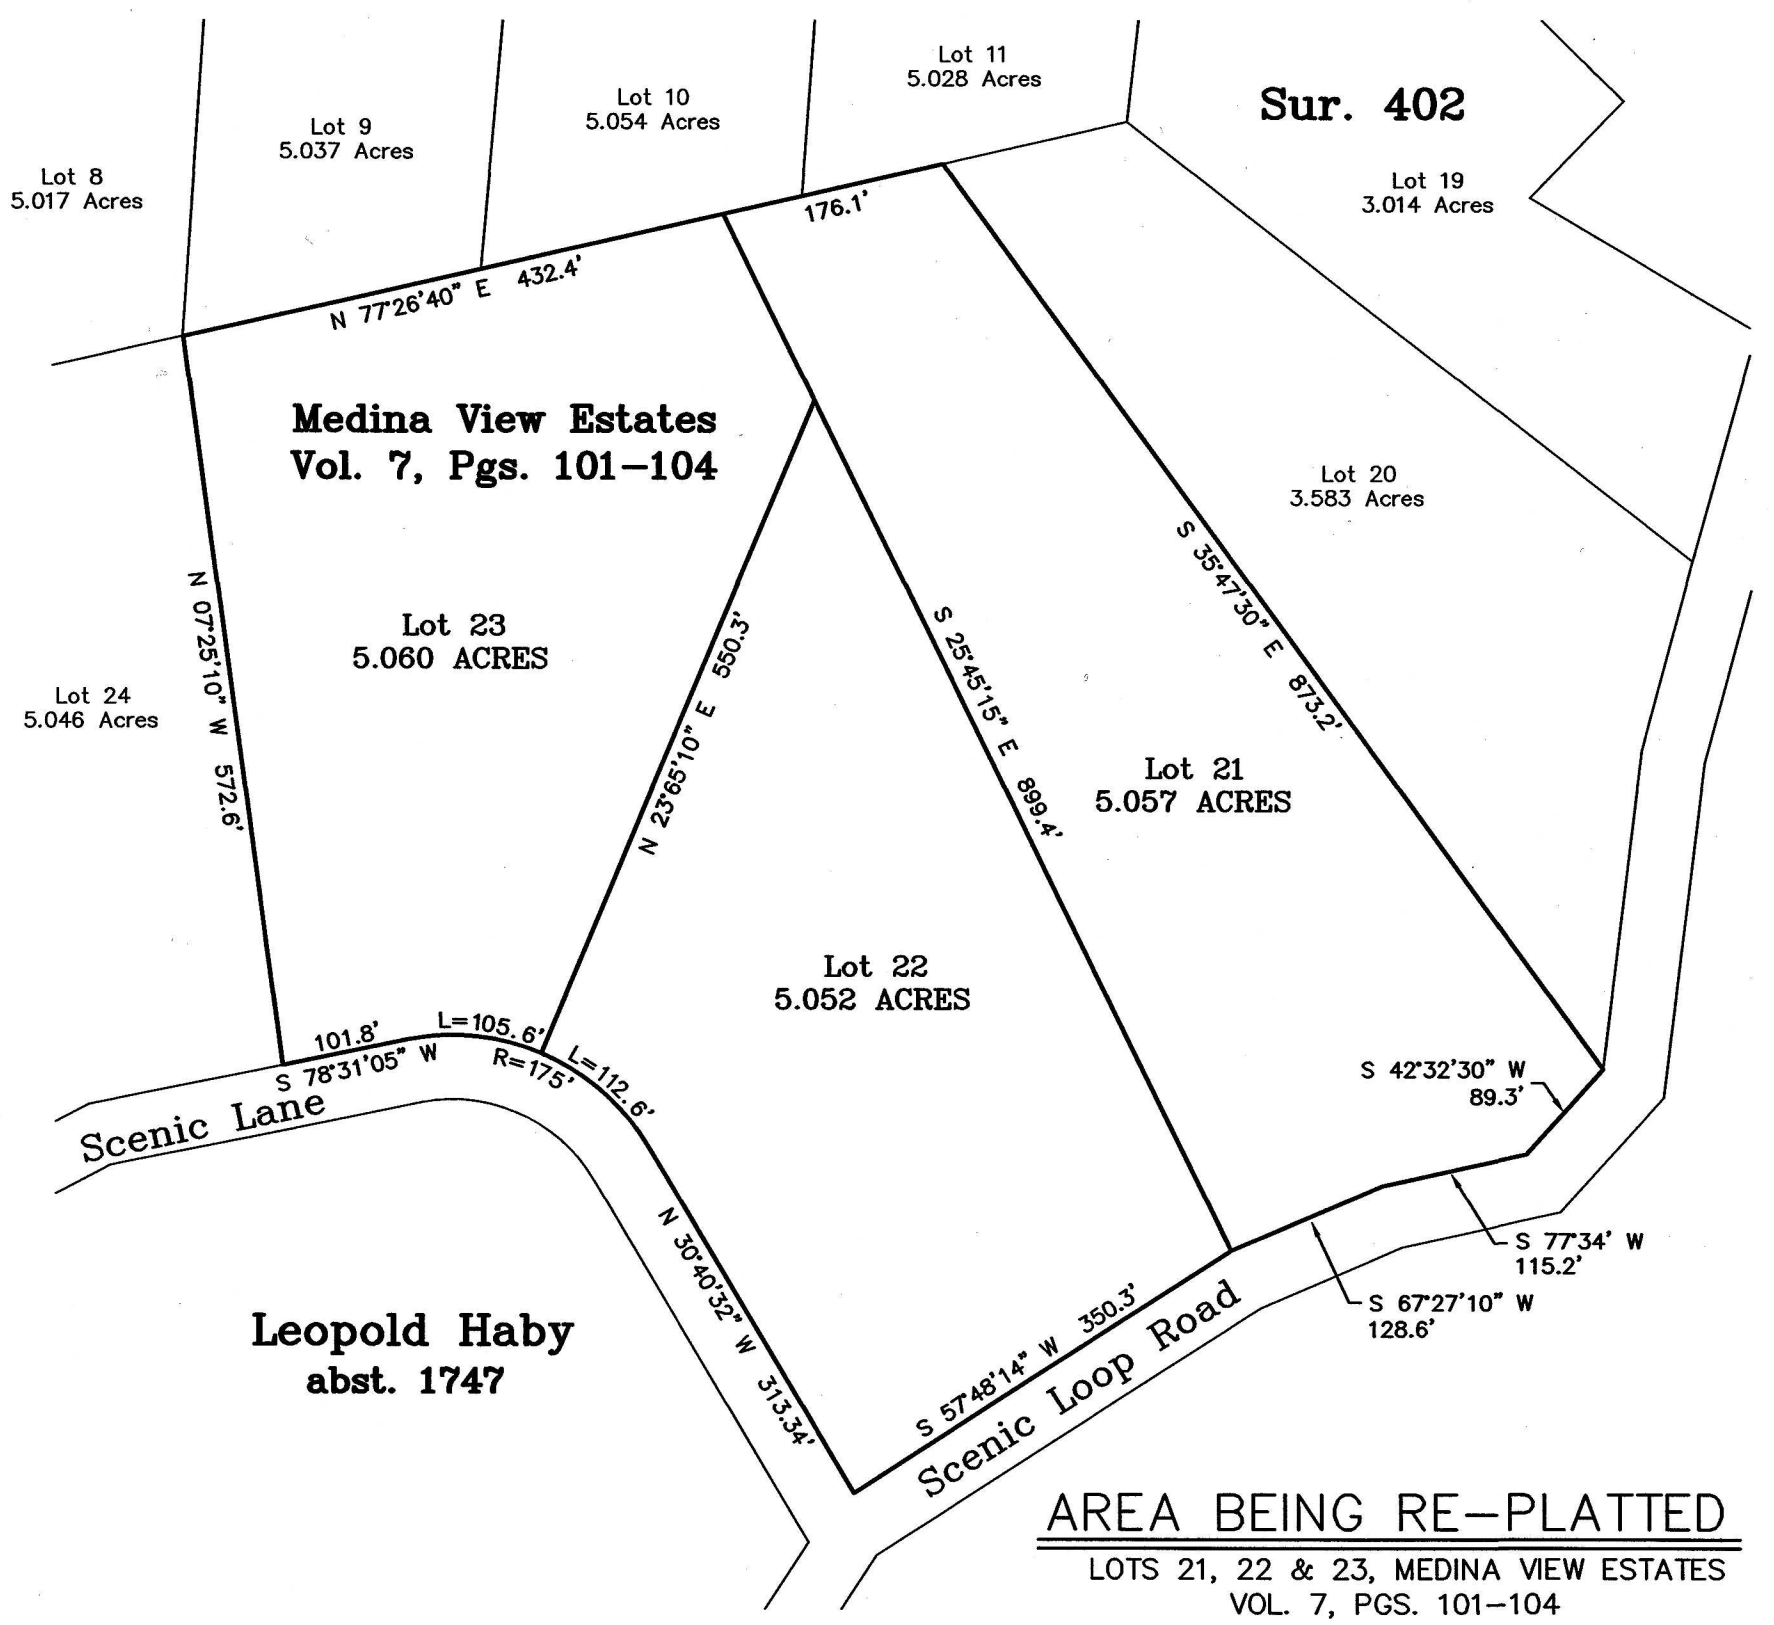 Lot 11
5.028 Acres
Lot 10
5.054 Acres
Sur. 402
Lot 9
5.037 Acres
Lot 8
5.017 Acres
Lot 19
3.014 Acres
176.1'
N 77°26'40" E 432.4'
Medina View Estates
Vol. 7, Pgs. 101-104
Lot 20
3.583 Acres
S 35°47'30" E 873.2'
N 07°25'10" W 572.6'
Lot 23
5.060 ACRES
N 23°65'10" E 550.3'
S 25°45'15" E 899.4'
Lot 24
5.046 Acres
Lot 21
5.057 ACRES
Lot 22
5.052 ACRES
101.8'
S 78°31'05" W
L=105.6'
R=175'
L=112.6'
S 42°32'30" W
89.3'
Scenic Lane
N 30°40'32" W 313.34'
S 77°34' W
115.2'
S 67°27'10" W
128.6'
S 57°48'14" W 350.3'
Scenic Loop Road
Leopold Haby
abst. 1747
AREA BEING RE-PLATTED
LOTS 21, 22 & 23, MEDINA VIEW ESTATES
VOL. 7, PGS. 101-104